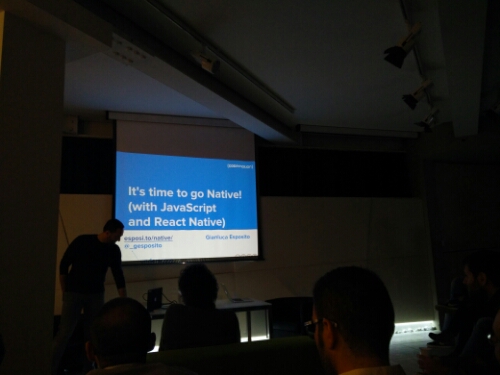 It's time to go Native!
(with JavaScript
and React Native)
esposi.to/native/
Gianluca Esposito
@_gesposito